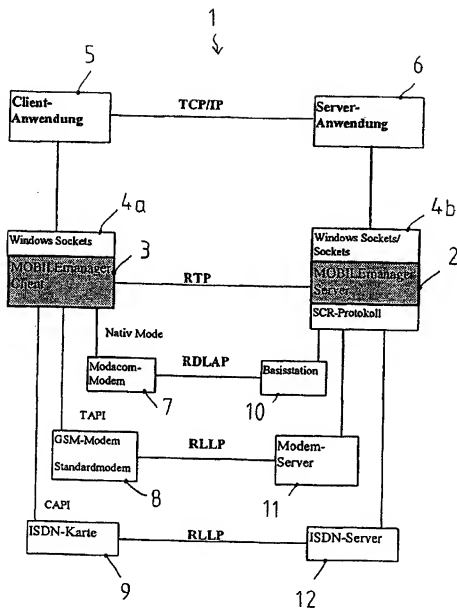 1
5
6
Client-
Anwendung
TCP/IP
Server-
Anwendung
4a
4b
Windows Sockets
3
Windows Sockets/
Sockets
2
MOBILEmanager
Client
RTP
MOBILEmanager
Server
SCR-Protokoll
Nativ Mode
Modacom-
Modem
RDLAP
Basisstation
7
10
TAPI
GSM-Modem
Standardmodem
RLLP
Modem-
Server
8
11
CAPI
ISDN-Karte
RLLP
ISDN-Server
9
12